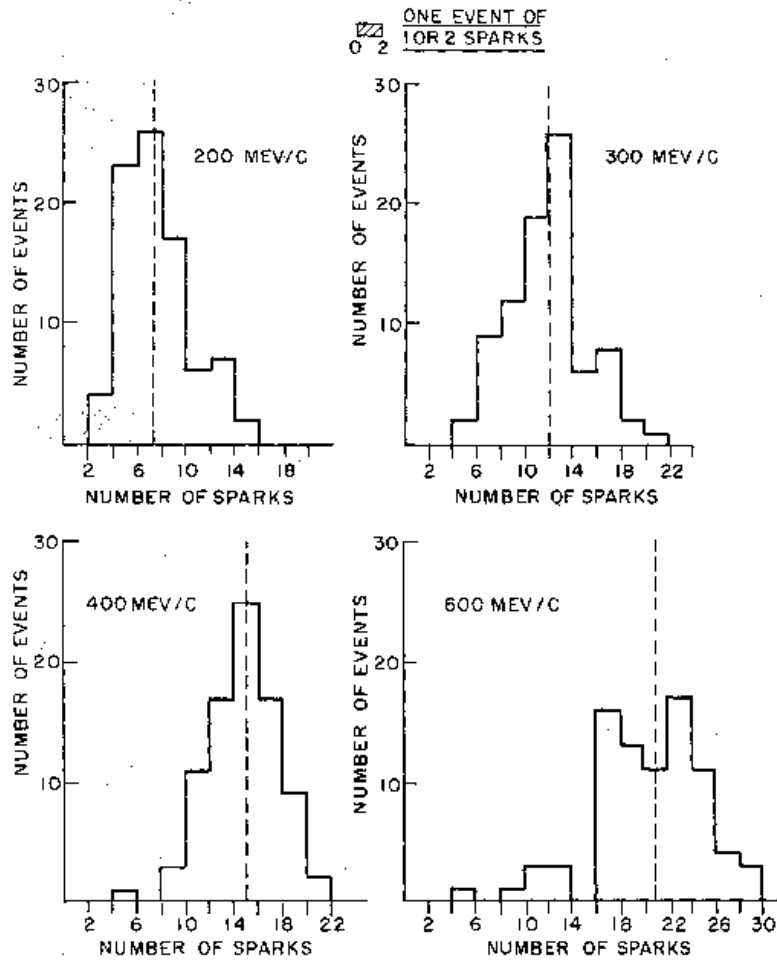 ONE EVENT OF
0 2 1 OR 2 SPARKS
30
20
10
NUMBER OF EVENTS
200 MEV/C
2 6 10 14 18
NUMBER OF SPARKS
30
20
10
NUMBER OF EVENTS
300 MEV/C
2 6 10 14 18 22
NUMBER OF SPARKS
30
20
10
NUMBER OF EVENTS
400 MEV/C
2 6 10 14 18 22
NUMBER OF SPARKS
30
20
10
NUMBER OF EVENTS
600 MEV/C
2 6 10 14 18 22 26 30
NUMBER OF SPARKS